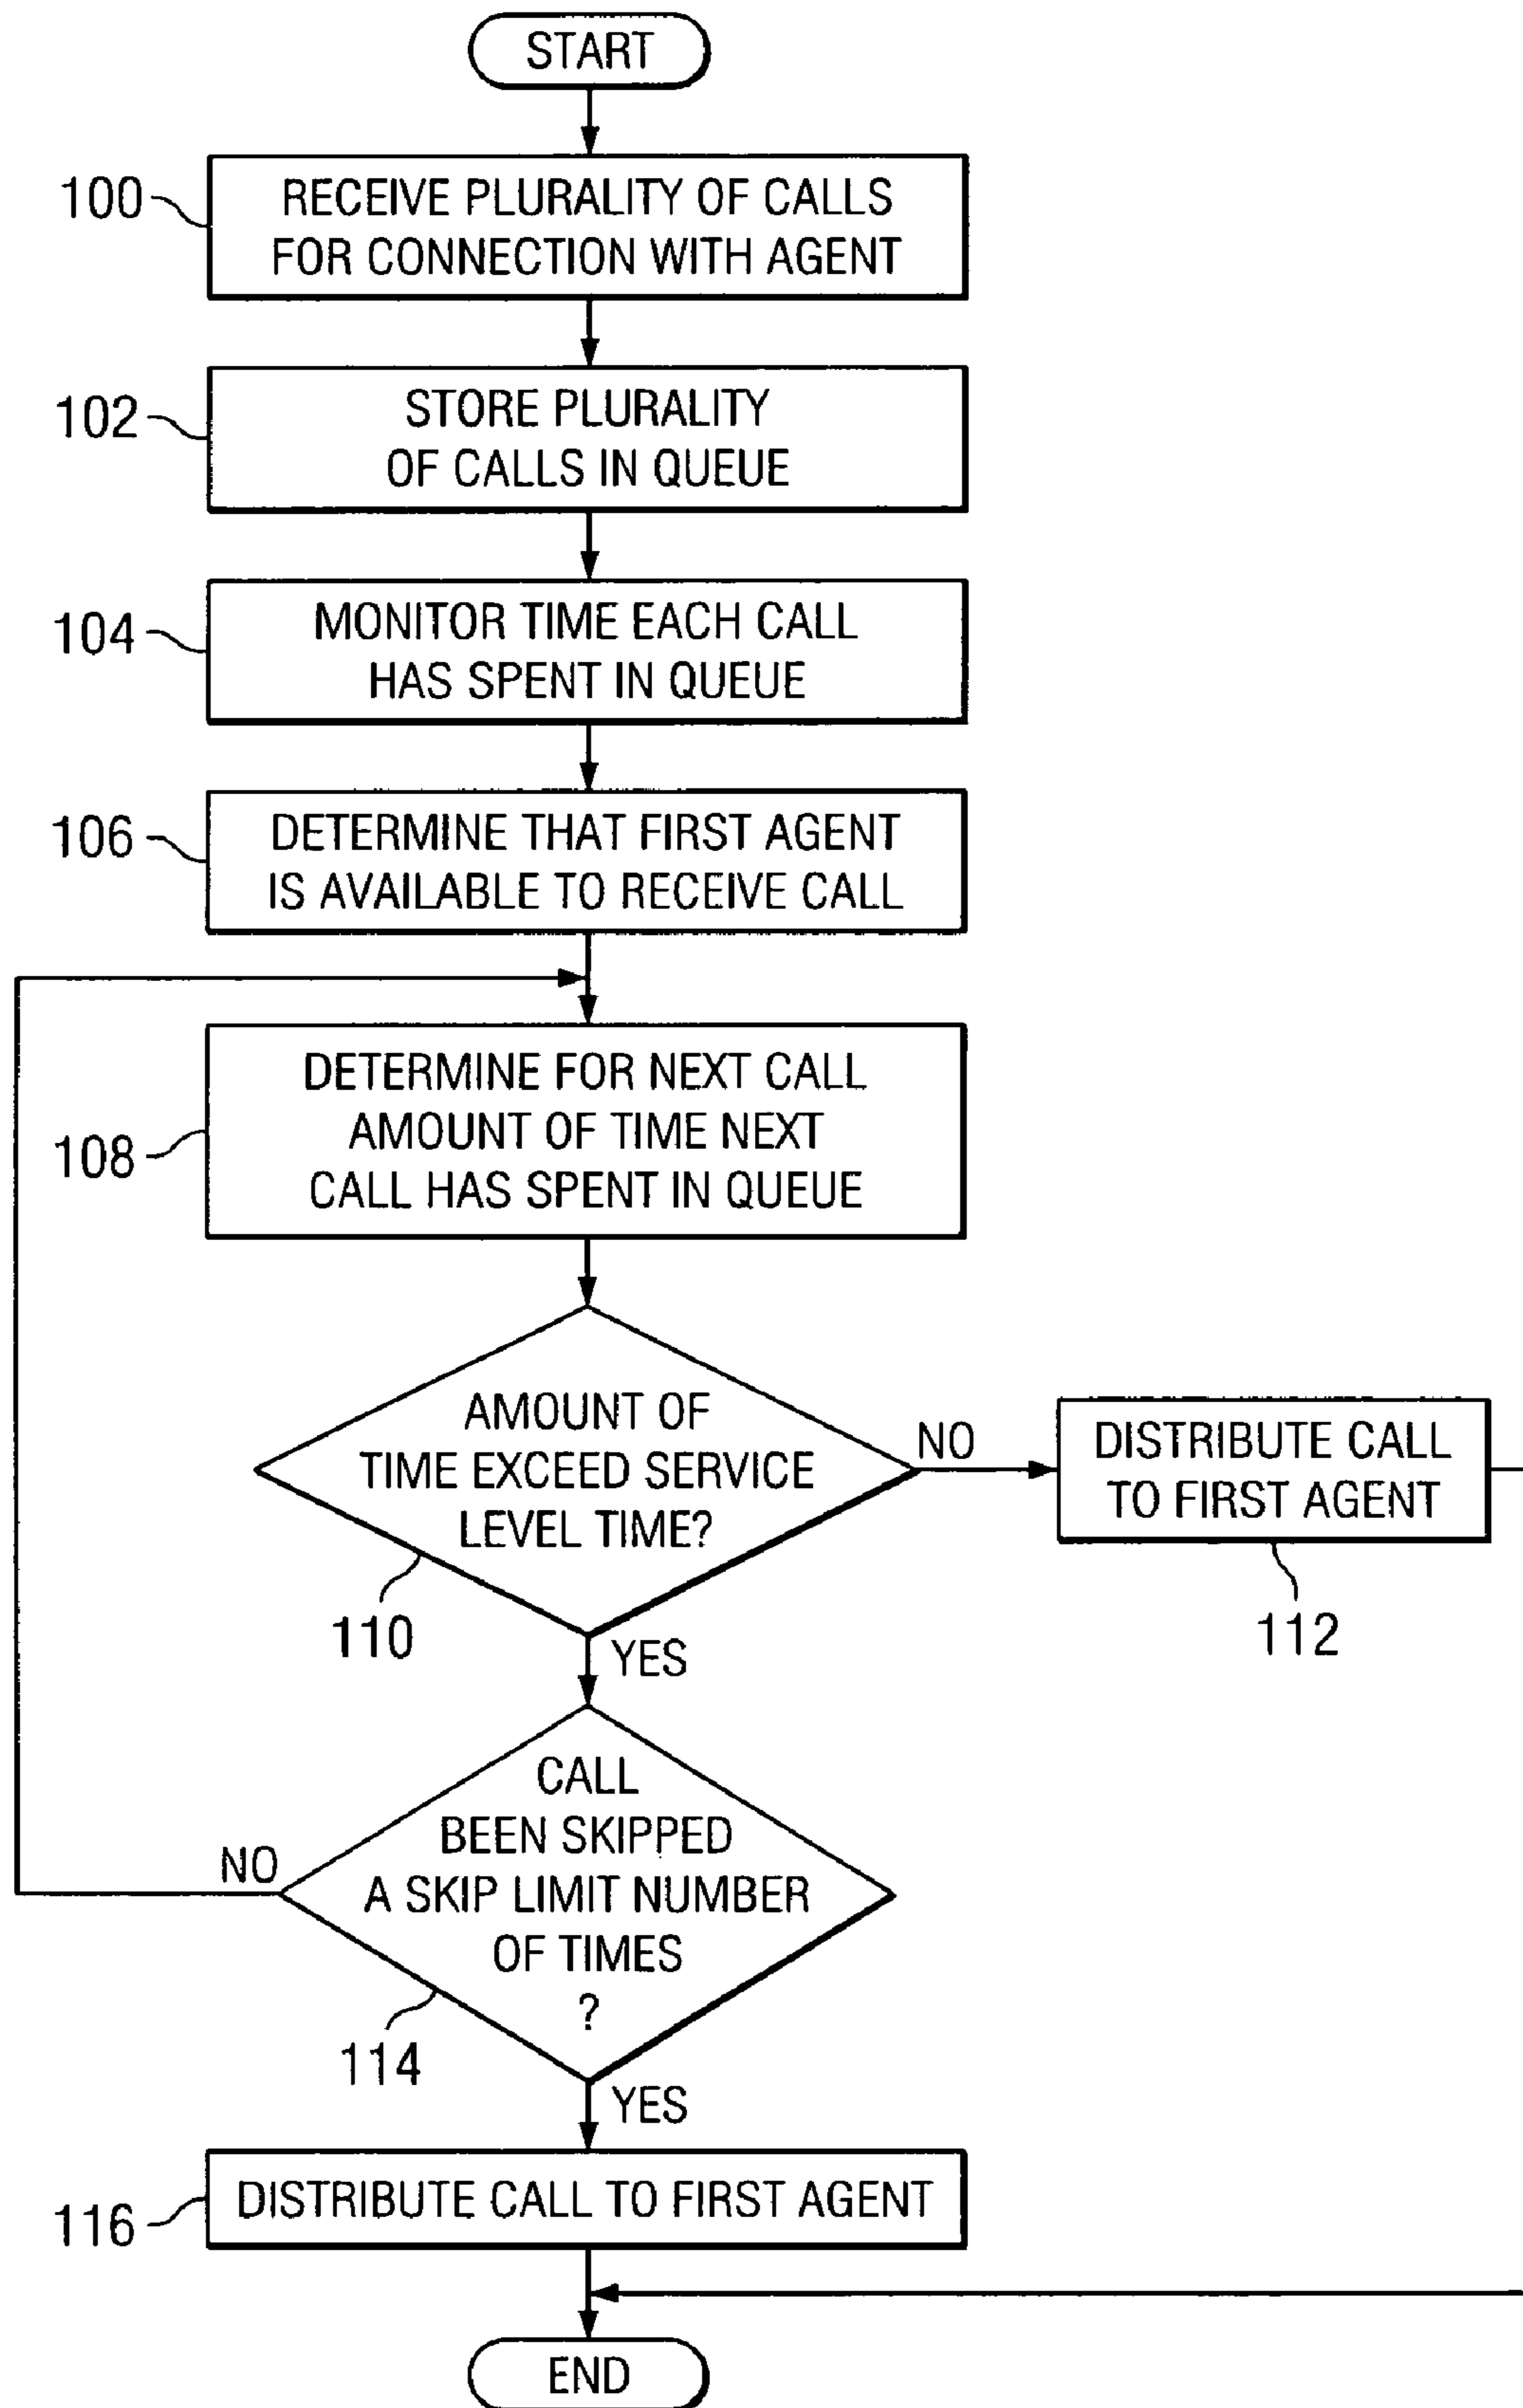 START
100
RECEIVE PLURALITY OF CALLS
FOR CONNECTION WITH AGENT
102
STORE PLURALITY
OF CALLS IN QUEUE
104
MONITOR TIME EACH CALL
HAS SPENT IN QUEUE
106
DETERMINE THAT FIRST AGENT
IS AVAILABLE TO RECEIVE CALL
108
DETERMINE FOR NEXT CALL
AMOUNT OF TIME NEXT
CALL HAS SPENT IN QUEUE
AMOUNT OF
TIME EXCEED SERVICE
LEVEL TIME?
110
NO
DISTRIBUTE CALL
TO FIRST AGENT
112
YES
CALL
BEEN SKIPPED
A SKIP LIMIT NUMBER
OF TIMES
?
114
NO
YES
116
DISTRIBUTE CALL TO FIRST AGENT
END